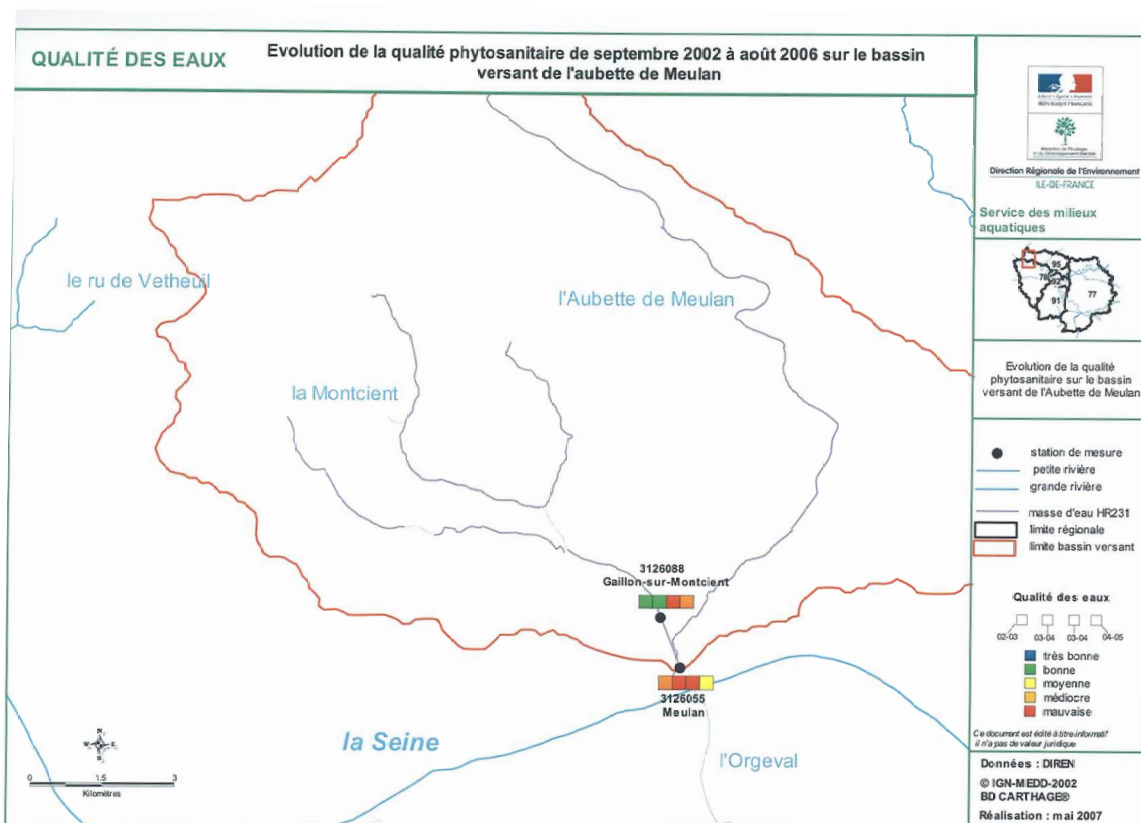 QUALITÉ DES EAUX
Evolution de la qualité phytosanitaire de septembre 2002 à août 2006 sur le bassin
versant de l'aubette de Meulan
le ru de Vetheuil
l'Aubette de Meulan
la Montcient
3126088
Gaillon-sur-Montcient
3126055
Meulan
la Seine
l'Orgeval
N
W E
S
0 1.5 3
Kilomètres
RÉPUBLIQUE FRANÇAISE
Direction Régionale de l'Environnement
ILE-DE-FRANCE
Service des milieux
aquatiques
95
78
92
77
91
Evolution de la qualité
phytosanitaire sur le bassin
versant de l'Aubette de Meulan
station de mesure
petite rivière
grande rivière
masse d'eau HR231
limite régionale
limite bassin versant
Qualité des eaux
02-03 03-04 03-04 04-05
très bonne
bonne
moyenne
médiocre
mauvaise
Ce document est édité à titre informatif
il n'a pas de valeur juridique
Données : DIREN
© IGN-MEDD-2002
BD CARTHAGE®
Réalisation : mai 2007